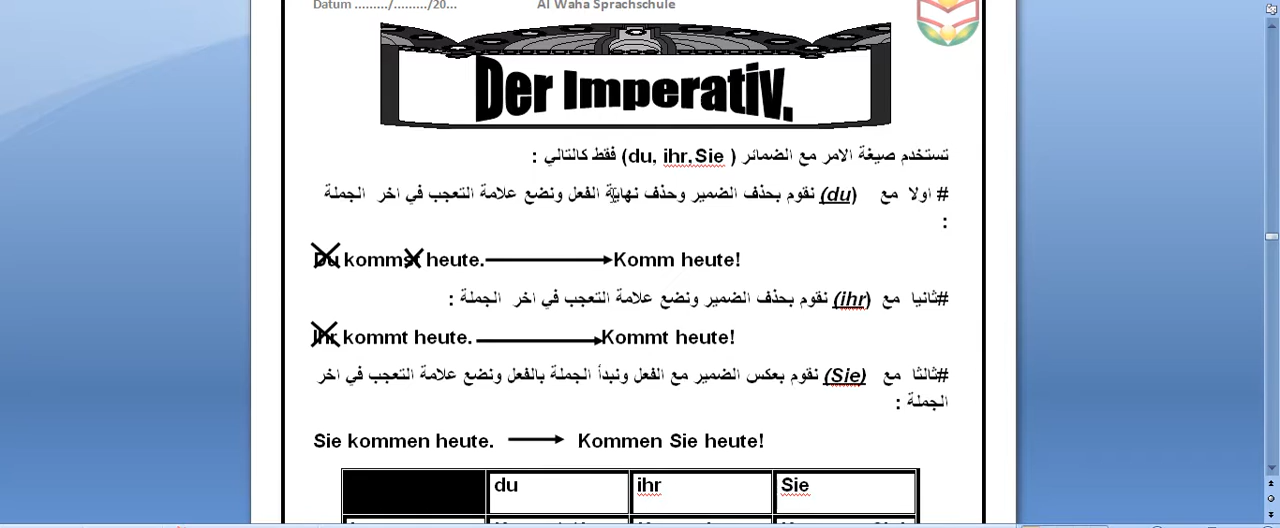 Datum ........./........./20...    Al Waha Sprachschule
Der Imperativ.
تستخدم صيغة الامر مع الضمائر ( du, ihr,Sie) فقط كالتالي :
# اولا مع (du) نقوم بحذف الضمير وحذف نهاية الفعل ونضع علامة التعجب في اخر الجملة
:
Du kommst heute. Komm heute!
#ثانيا مع (ihr) نقوم بحذف الضمير ونضع علامة التعجب في اخر الجملة :
Ihr kommt heute. Kommt heute!
#ثالثا مع (Sie) نقوم بعكس الضمير مع الفعل ونبدأ الجملة بالفعل ونضع علامة التعجب في اخر
الجملة :
Sie kommen heute. Kommen Sie heute!
du ihr Sie